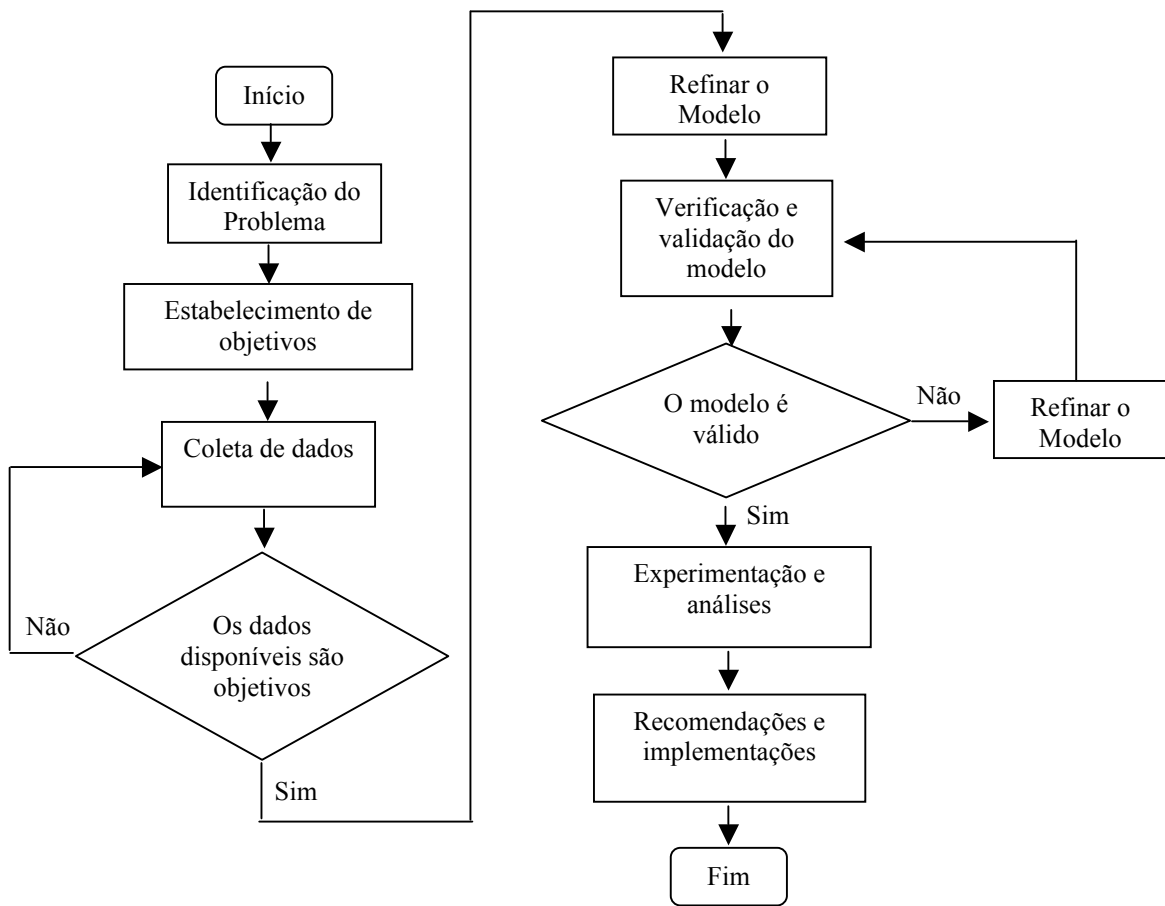 Início
Identificação do
Problema
Estabelecimento de
objetivos
Coleta de dados
Não
Os dados
disponíveis são
objetivos
Sim
Refinar o
Modelo
Verificação e
validação do
modelo
O modelo é
válido
Não
Refinar o
Modelo
Sim
Experimentação e
análises
Recomendações e
implementações
Fim